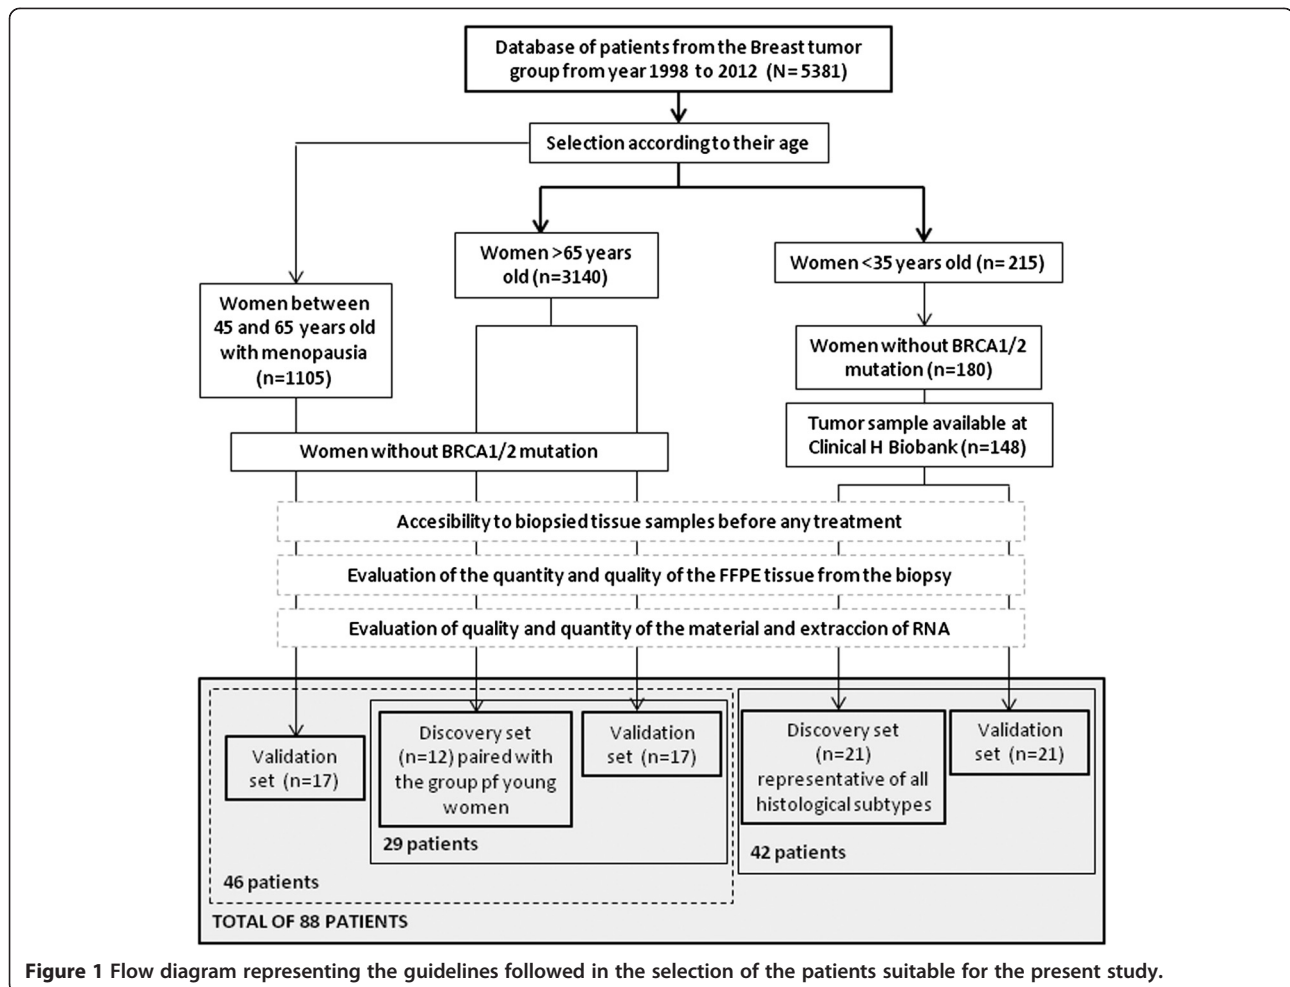 Database of patients from the Breast tumor
group from year 1998 to 2012 (N= 5381)
Selection according to their age
Women >65 years
old (n=3140)
Women <35 years old (n= 215)
Women between
45 and 65 years old
with menopausia
(n=1105)
Women without BRCA1/2
mutation (n=180)
Tumor sample available at
Clinical H Biobank (n=148)
Women without BRCA1/2 mutation
Accesibility to biopsied tissue samples before any treatment
Evaluation of the quantity and quality of the FFPE tissue from the biopsy
Evaluation of quality and quantity of the material and extraccion of RNA
Validation
set (n=17)
Discovery set
(n=12) paired with
the group pf young
women
Validation
set (n=17)
Discovery set
(n=21)
representative of all
histological subtypes
Validation
set (n=21)
29 patients
42 patients
46 patients
TOTAL OF 88 PATIENTS
Figure 1 Flow diagram representing the guidelines followed in the selection of the patients suitable for the present study.